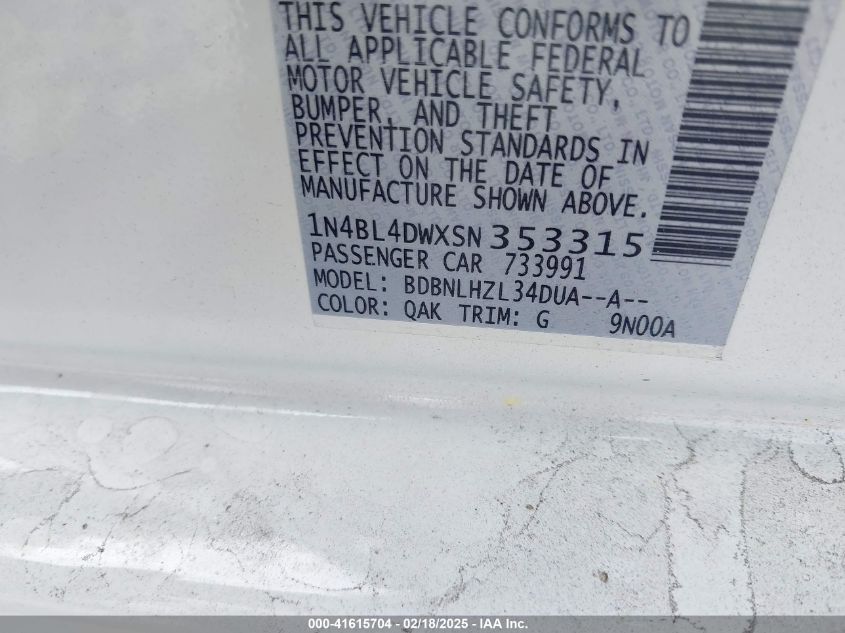 THIS VEHICLE CONFORMS TO
ALL APPLICABLE FEDERAL
MOTOR VEHICLE SAFETY,
BUMPER, AND THEFT
PREVENTION STANDARDS IN
EFFECT ON THE DATE OF
MANUFACTURE SHOWN ABOVE.
1N4BL4DWXSN353315
PASSENGER CAR 733991
MODEL: BDBNLHZL34DUA--A--
COLOR: QAK TRIM: G 9N00A
000-41615704 - 02/18/2025 - IAA Inc.